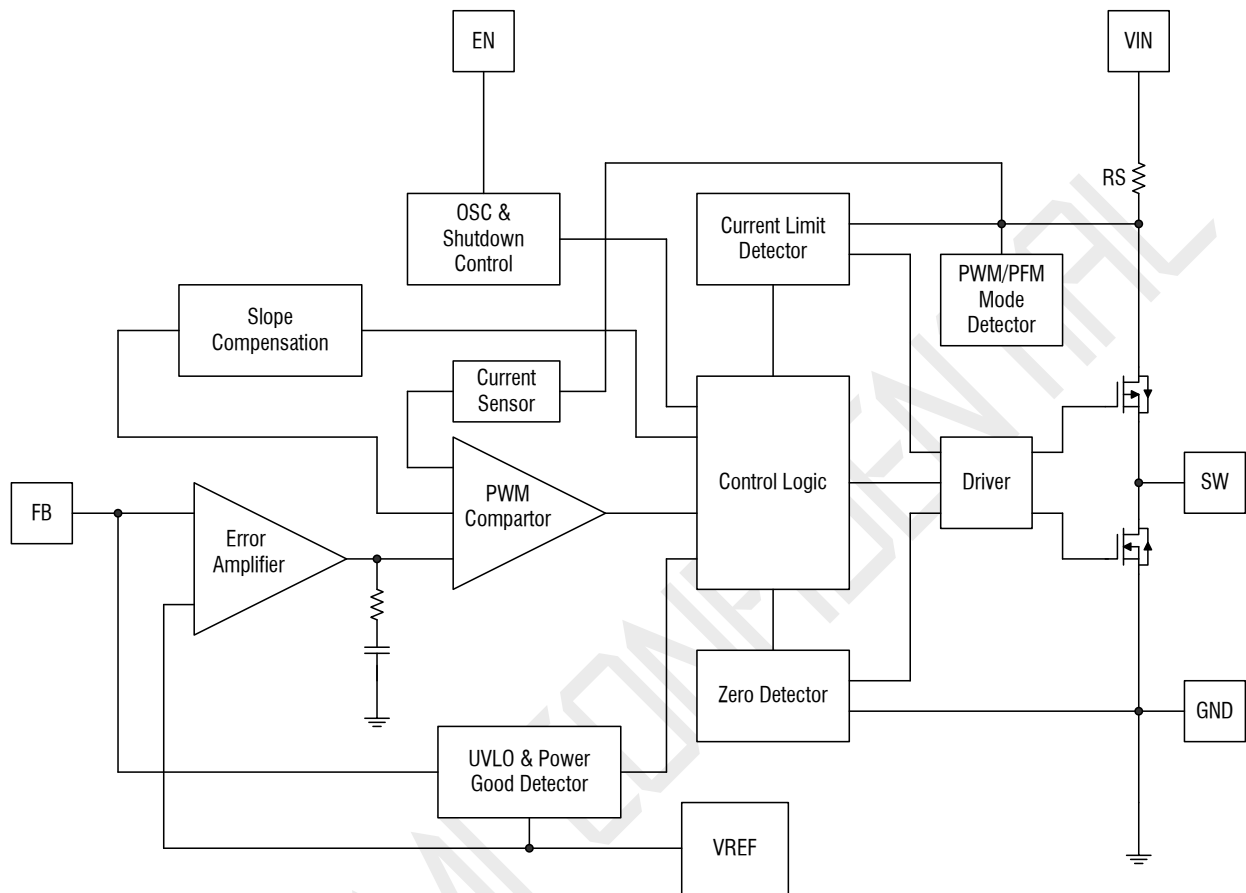 EN
VIN
RS
OSC &
Shutdown
Control
Current Limit
Detector
PWM/PFM
Mode
Detector
Slope
Compensation
Current
Sensor
PWM
Compartor
Control Logic
Driver
SW
FB
Error
Amplifier
Zero Detector
GND
UVLO & Power
Good Detector
VREF
CONFIDENTIAL